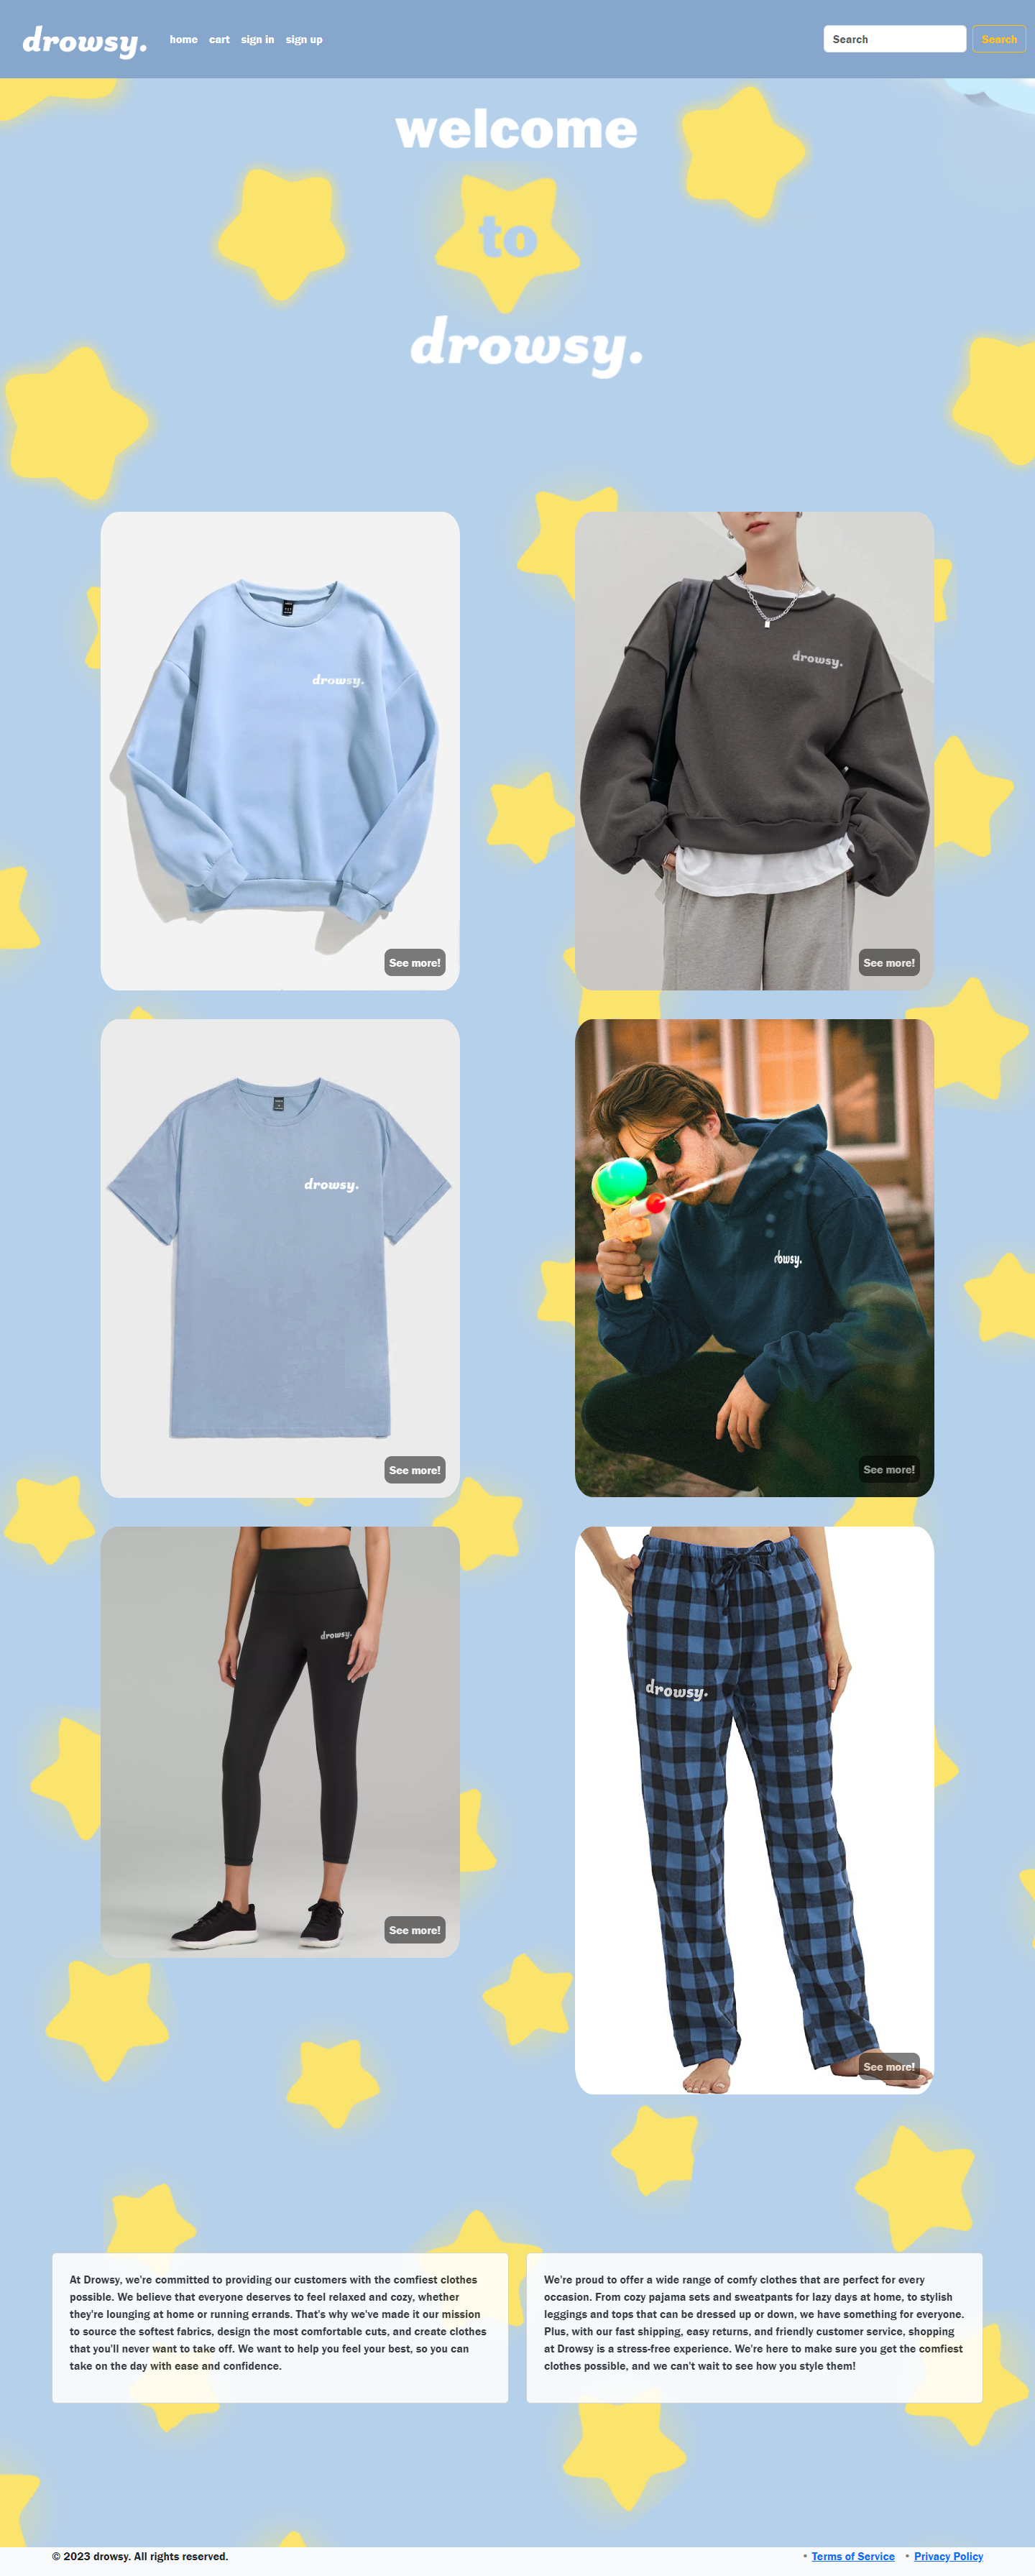 drowsy. home cart sign in sign up Search Search
welcome
to
drowsy.
drowsy.
drowsy.
See more!
See more!
drowsy.
drowsy.
See more!
See more!
drowsy.
drowsy.
See more!
See more!
At Drowsy, we're committed to providing our customers with the comfiest clothes
possible. We believe that everyone deserves to feel relaxed and cozy, whether
they're lounging at home or running errands. That's why we've made it our mission
to source the softest fabrics, design the most comfortable cuts, and create clothes
that you'll never want to take off. We want to help you feel your best, so you can
take on the day with ease and confidence.
We're proud to offer a wide range of comfy clothes that are perfect for every
occasion. From cozy pajama sets and sweatpants for lazy days at home, to stylish
leggings and tops that can be dressed up or down, we have something for everyone.
Plus, with our fast shipping, easy returns, and friendly customer service, shopping
at Drowsy is a stress-free experience. We're here to make sure you get the comfiest
clothes possible, and we can't wait to see how you style them!
© 2023 drowsy. All rights reserved. • Terms of Service • Privacy Policy